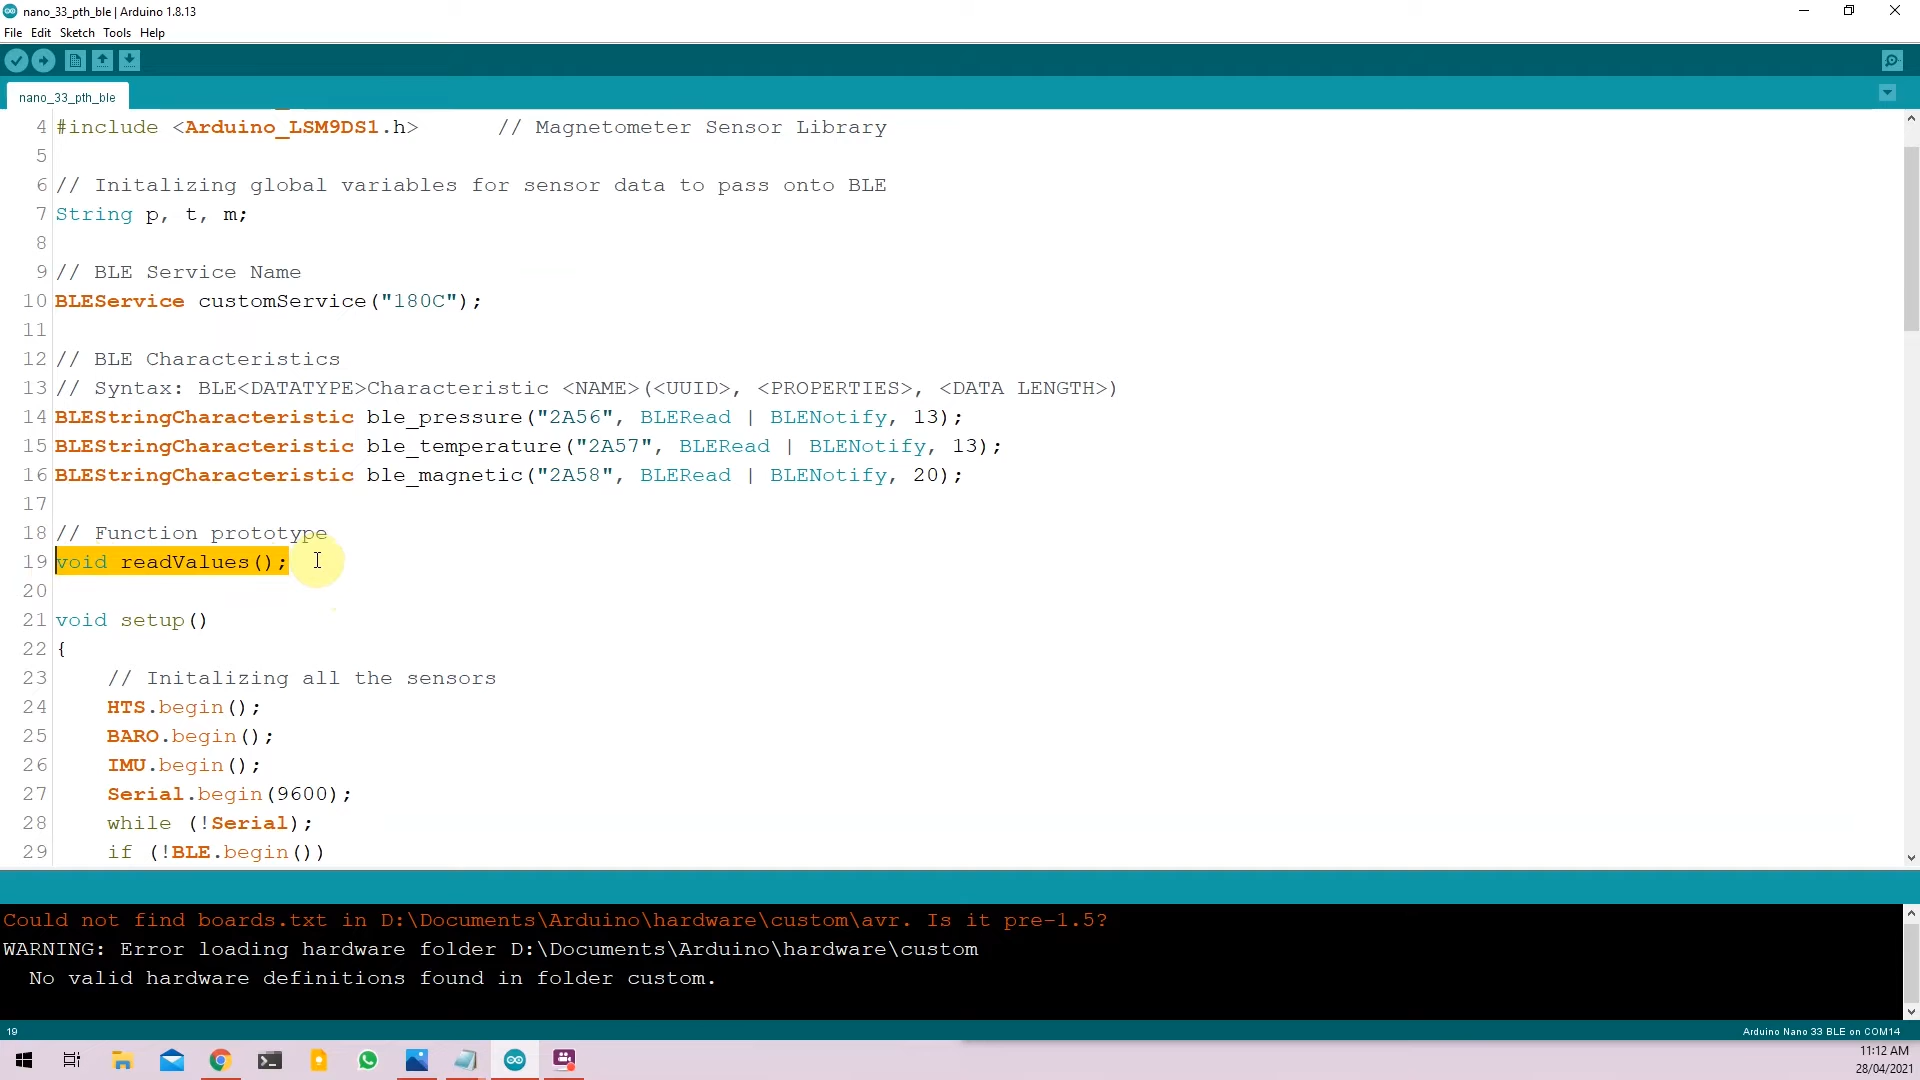 nano_33_pth_ble | Arduino 1.8.13
File Edit Sketch Tools Help
nano_33_pth_ble
4 #include <Arduino_LSM9DS1.h> // Magnetometer Sensor Library
5
6 // Initalizing global variables for sensor data to pass onto BLE
7 String p, t, m;
8
9 // BLE Service Name
10 BLEService customService("180C");
11
12 // BLE Characteristics
13 // Syntax: BLE<DATATYPE>Characteristic <NAME>(<UUID>, <PROPERTIES>, <DATA LENGTH>)
14 BLEStringCharacteristic ble_pressure("2A56", BLERead | BLENotify, 13);
15 BLEStringCharacteristic ble_temperature("2A57", BLERead | BLENotify, 13);
16 BLEStringCharacteristic ble_magnetic("2A58", BLERead | BLENotify, 20);
17
18 // Function prototype
19 void readValues();
20
21 void setup()
22 {
23 // Initalizing all the sensors
24 HTS.begin();
25 BARO.begin();
26 IMU.begin();
27 Serial.begin(9600);
28 while (!Serial);
29 if (!BLE.begin())
Could not find boards.txt in D:\Documents\Arduino\hardware\custom\avr. Is it pre-1.5?
WARNING: Error loading hardware folder D:\Documents\Arduino\hardware\custom
No valid hardware definitions found in folder custom.
19
Arduino Nano 33 BLE on COM14
11:12 AM
28/04/2021